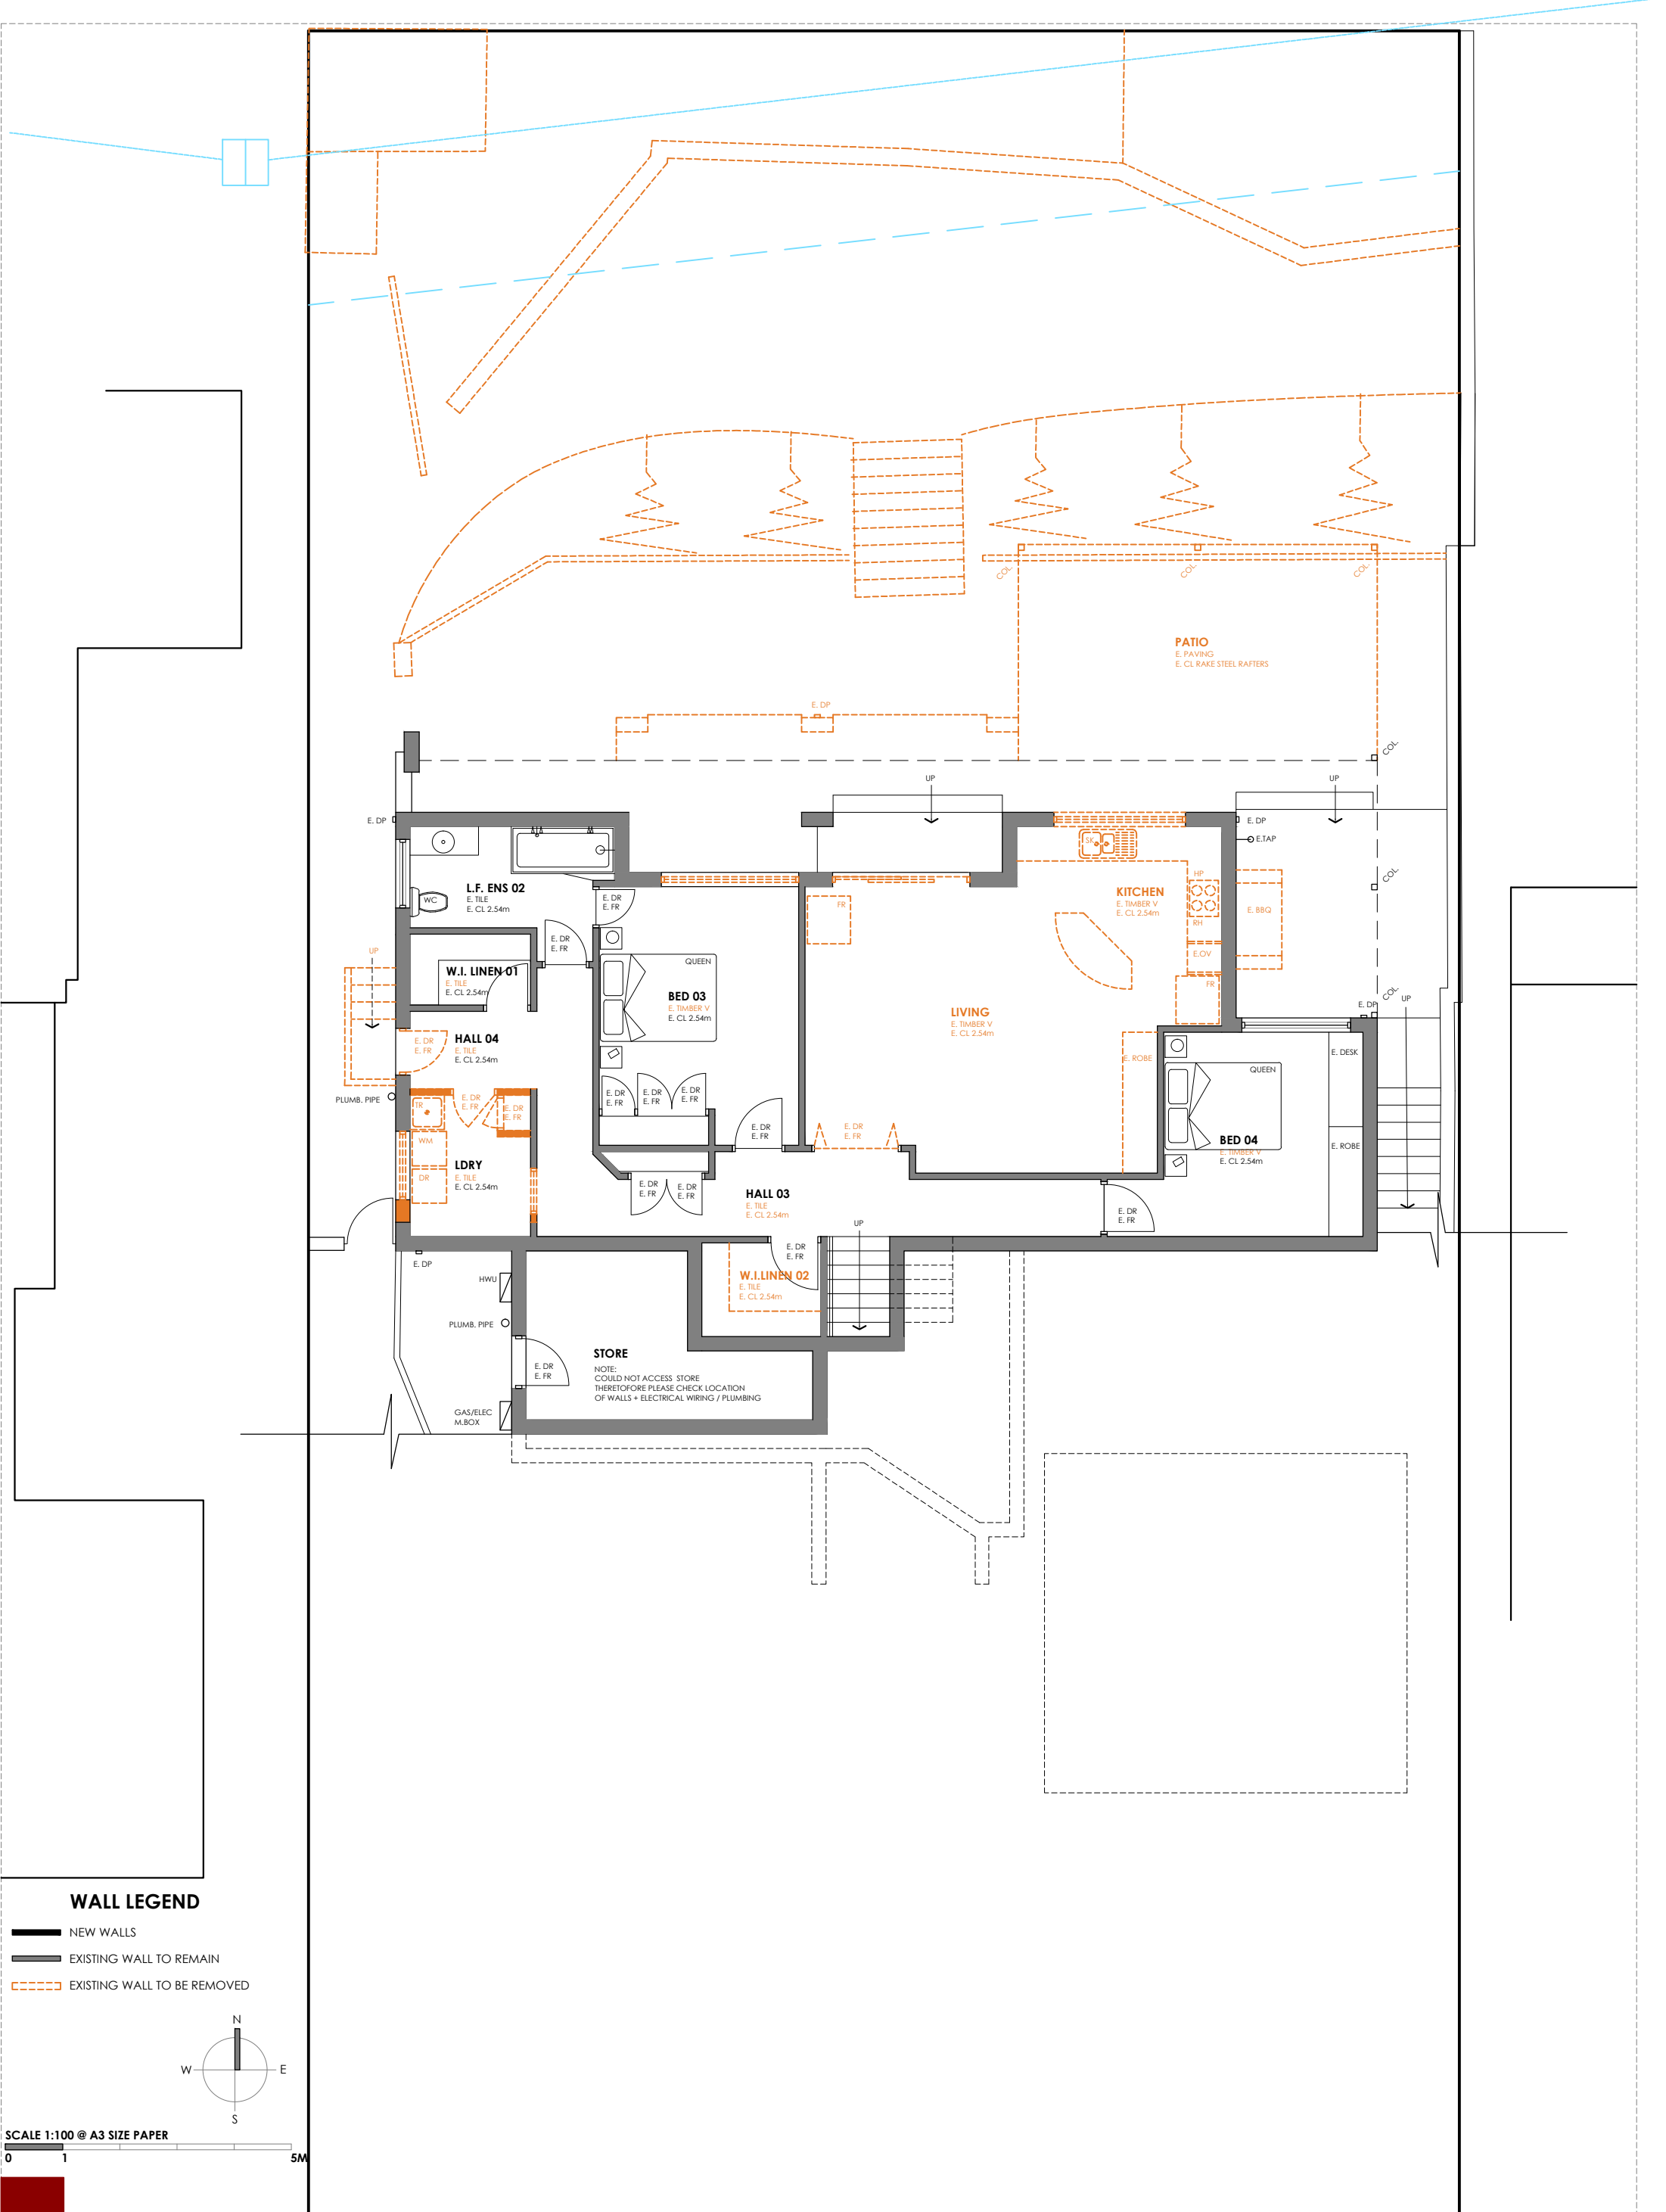 COL
COL
COL
PATIO
E. PAVING
E. CL RAKE STEEL RAFTERS
E. DP
COL
UP
UP
E. DP
E. DP
E.TAP
SK
L.F. ENS 02
E. TILE
E. CL 2.54m
WC
E. DR
E. FR
E. DR
E. FR
FR
KITCHEN
E. TIMBER V
E. CL 2.54m
HP
RH
E.OV
FR
E. BBQ
COL
UP
QUEEN
W.I. LINEN 01
E. TILE
E. CL 2.54m
BED 03
E. TIMBER V
E. CL 2.54m
LIVING
E. TIMBER V
E. CL 2.54m
E. DP
COL
UP
HALL 04
E. TILE
E. CL 2.54m
E. DR
E. FR
E. ROBE
E. DESK
QUEEN
PLUMB. PIPE
TR
E. DR
E. FR
E. DR
E. FR
E. DR
E. FR
E. DR
E. FR
E. DR
E. FR
E. DR
E. FR
E. DR
E. FR
WM
DR
LDRY
E. TILE
E. CL 2.54m
BED 04
E. TIMBER V
E. CL 2.54m
E. ROBE
E. DR
E. FR
E. DR
E. FR
HALL 03
E. TILE
E. CL 2.54m
E. DR
E. FR
UP
E. DP
E. DR
E. FR
HWU
W.I.LINEN 02
E. TILE
E. CL 2.54m
PLUMB. PIPE
STORE
NOTE:
COULD NOT ACCESS STORE
THERETOFORE PLEASE CHECK LOCATION
OF WALLS + ELECTRICAL WIRING / PLUMBING
E. DR
E. FR
GAS/ELEC
M.BOX
WALL LEGEND
NEW WALLS
EXISTING WALL TO REMAIN
EXISTING WALL TO BE REMOVED
N
W
E
S
SCALE 1:100 @ A3 SIZE PAPER
0 1 5M